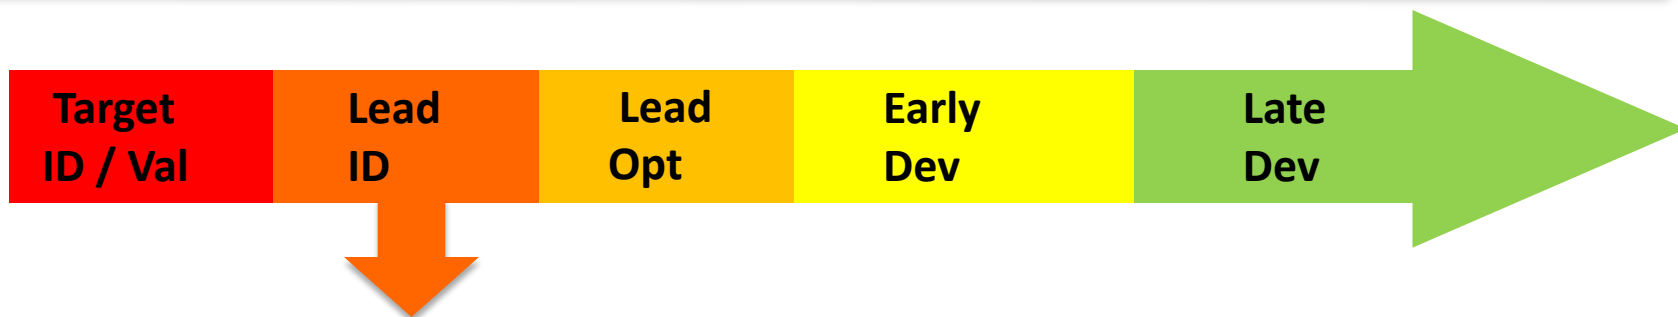 Target
ID / Val
Lead
ID
Lead
Opt
Early
Dev
Late
Dev